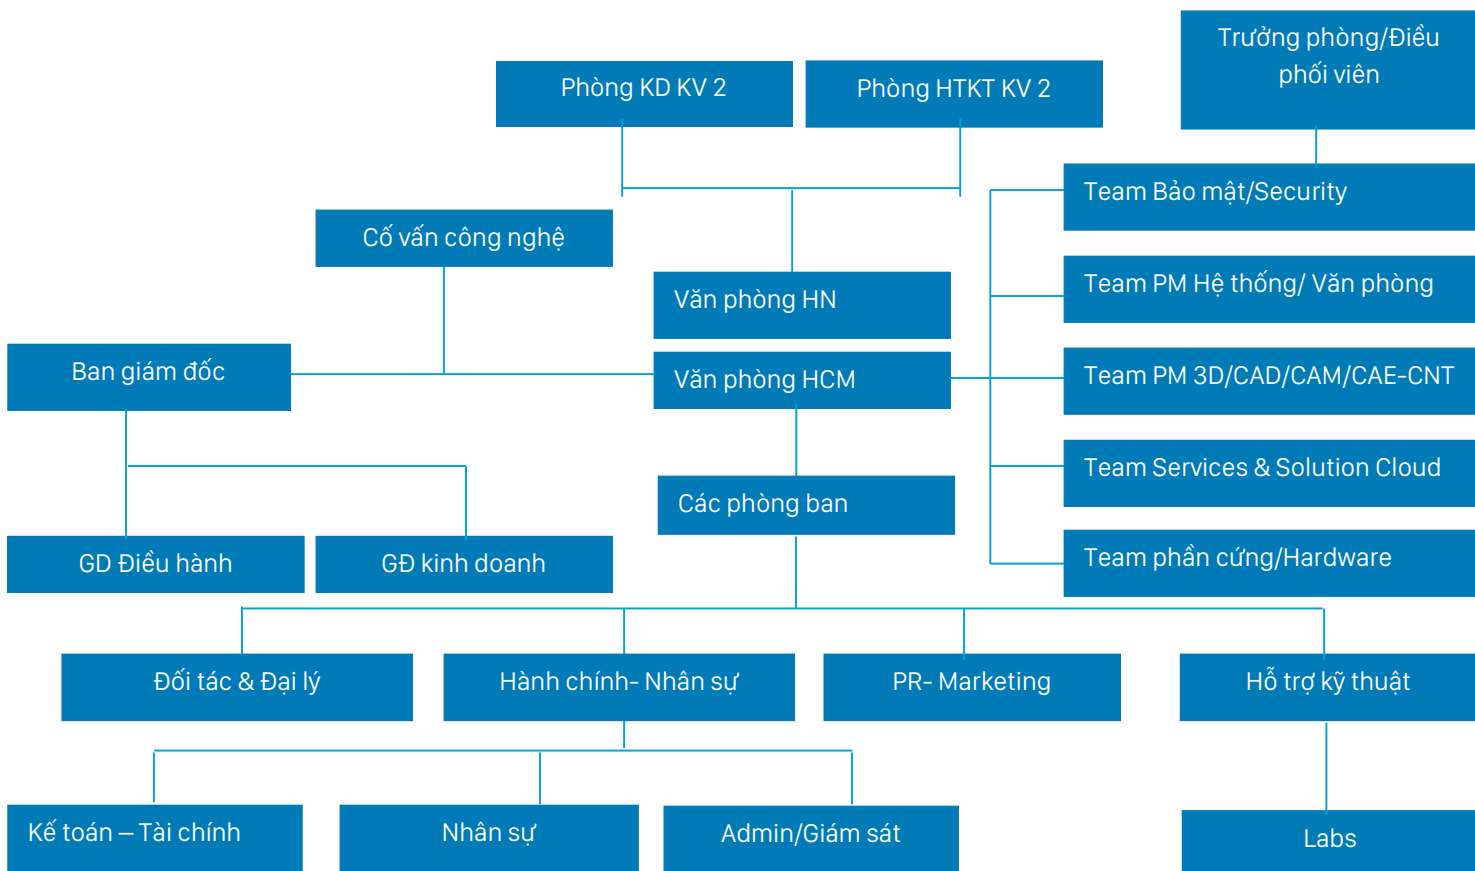 Trưởng phòng/Điều
phối viên
Phòng KD KV 2
Phòng HTKT KV 2
Team Bảo mật/Security
Cố vấn công nghệ
Văn phòng HN
Team PM Hệ thống/ Văn phòng
Ban giám đốc
Văn phòng HCM
Team PM 3D/CAD/CAM/CAE-CNT
Team Services & Solution Cloud
Các phòng ban
GD Điều hành
GĐ kinh doanh
Team phần cứng/Hardware
Đối tác & Đại lý
Hành chính- Nhân sự
PR- Marketing
Hỗ trợ kỹ thuật
Kế toán – Tài chính
Nhân sự
Admin/Giám sát
Labs